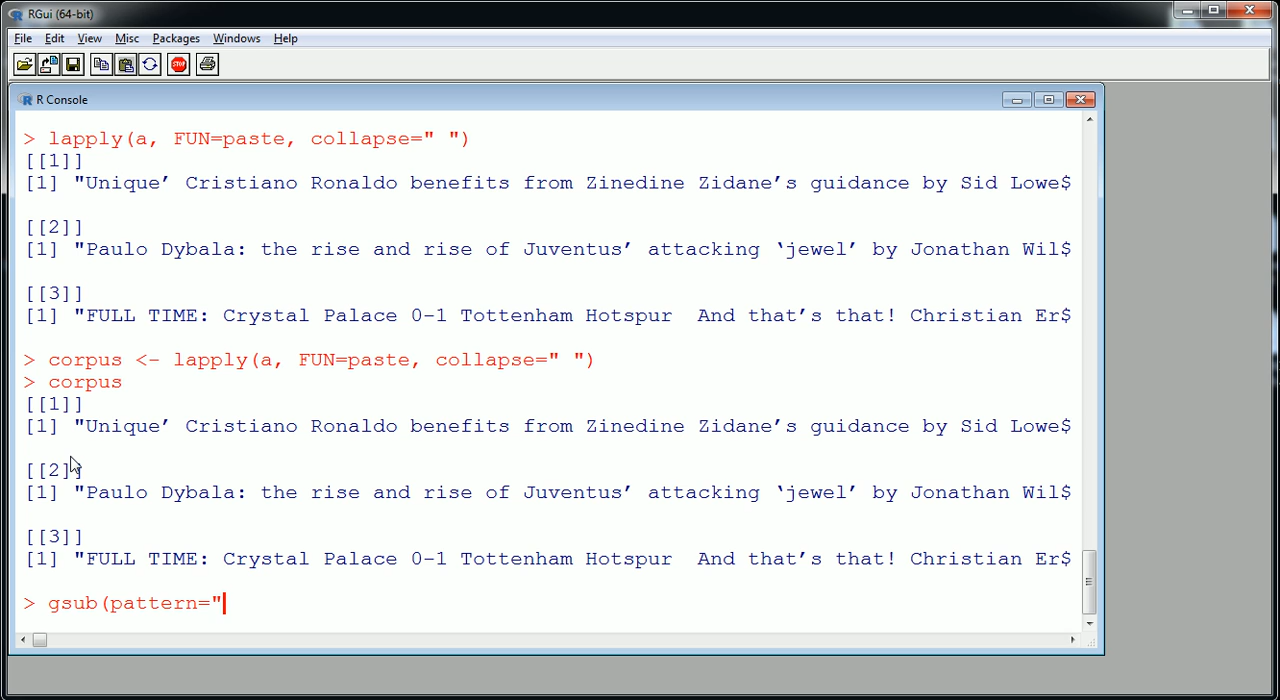 RGui (64-bit)
File Edit View Misc Packages Windows Help
STOP
R Console
> lapply(a, FUN=paste, collapse=" ")
[[1]]
[1] "Unique’ Cristiano Ronaldo benefits from Zinedine Zidane’s guidance by Sid Lowe$
[[2]]
[1] "Paulo Dybala: the rise and rise of Juventus’ attacking ‘jewel’ by Jonathan Wil$
[[3]]
[1] "FULL TIME: Crystal Palace 0-1 Tottenham Hotspur  And that’s that! Christian Er$
> corpus <- lapply(a, FUN=paste, collapse=" ")
> corpus
[[1]]
[1] "Unique’ Cristiano Ronaldo benefits from Zinedine Zidane’s guidance by Sid Lowe$
[[2]]
[1] "Paulo Dybala: the rise and rise of Juventus’ attacking ‘jewel’ by Jonathan Wil$
[[3]]
[1] "FULL TIME: Crystal Palace 0-1 Tottenham Hotspur  And that’s that! Christian Er$
> gsub(pattern="